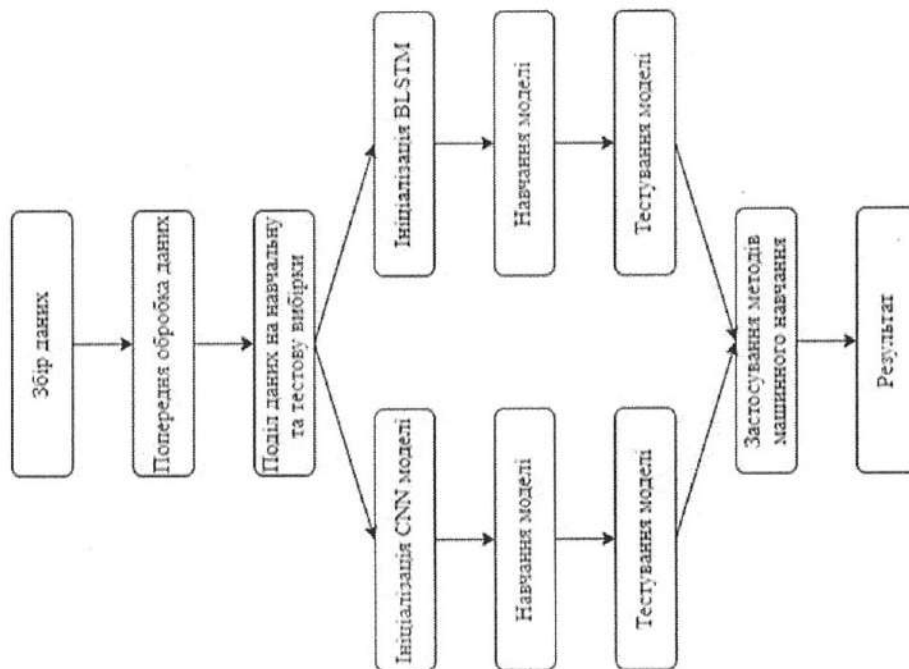 Збір даних
Попередня обробка даних
Поділ даних на навчальну
та тестову вибірки
Ініціалізація CNN моделі
Навчання моделі
Тестування моделі
Ініціалізація BLSTM
Навчання моделі
Тестування моделі
Застосування методів
машинного навчання
Результат